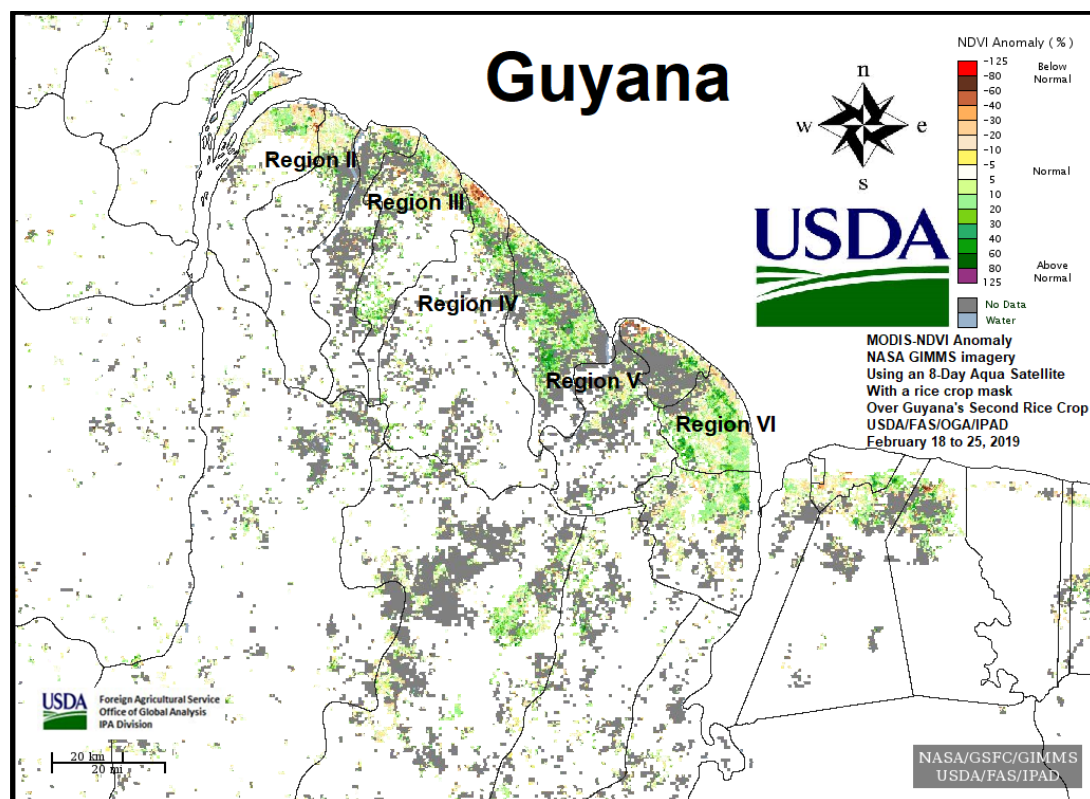 Guyana
NDVI Anomaly (%)
-125
-80
-60
-40
-30
-20
-10
-5
5
10
20
30
40
60
80
125
Below
Normal
Normal
Above
Normal
No Data
Water
n
w
e
s
USDA
MODIS-NDVI Anomaly
NASA GIMMS imagery
Using an 8-Day Aqua Satellite
With a rice crop mask
Over Guyana's Second Rice Crop
USDA/FAS/OGA/IPAD
February 18 to 25, 2019
Region II
Region III
Region IV
Region V
Region VI
USDA
Foreign Agricultural Service
Office of Global Analysis
IPA Division
20 km
20 mi
NASA/GSFC/GIMMS
USDA/FAS/IPAD